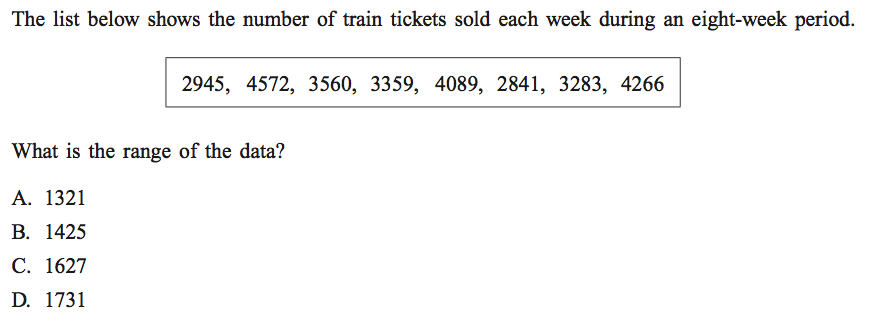 The list below shows the number of train tickets sold each week during an eight-week period.
2945, 4572, 3560, 3359, 4089, 2841, 3283, 4266
What is the range of the data?
A. 1321
B. 1425
C. 1627
D. 1731